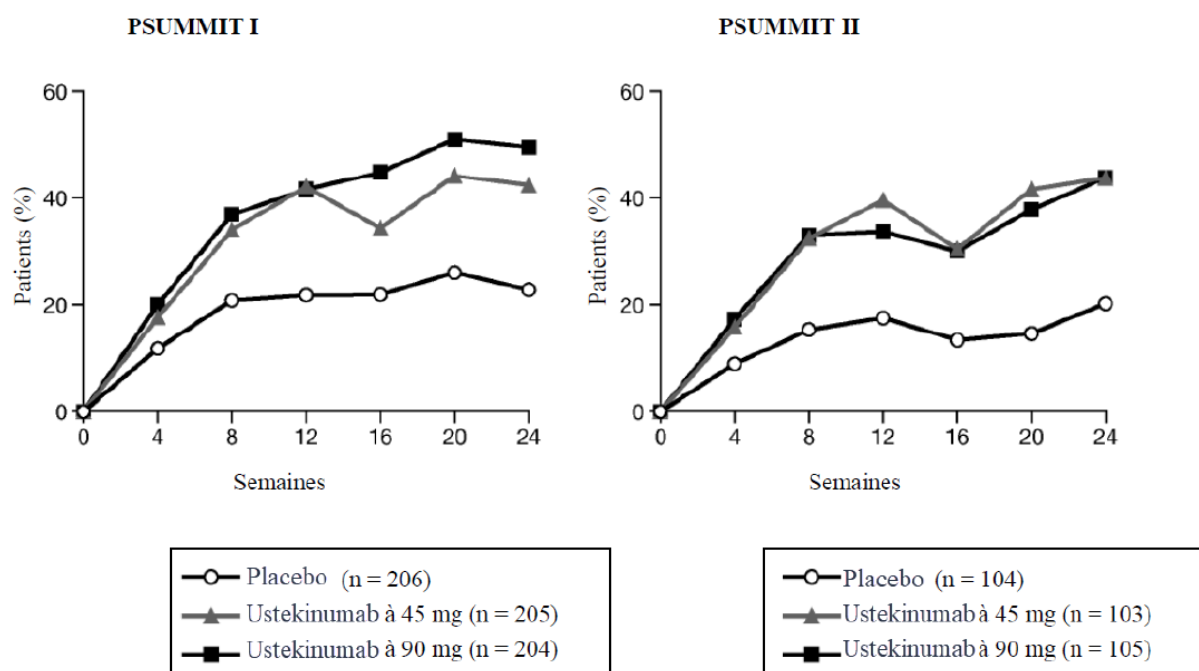 PSUMMIT I
60
40
20
0
Patients (%)
0 4 8 12 16 20 24
Semaines
Placebo (n = 206)
Ustekinumab à 45 mg (n = 205)
Ustekinumab à 90 mg (n = 204)
PSUMMIT II
60
40
20
0
Patients (%)
0 4 8 12 16 20 24
Semaines
Placebo (n = 104)
Ustekinumab à 45 mg (n = 103)
Ustekinumab à 90 mg (n = 105)